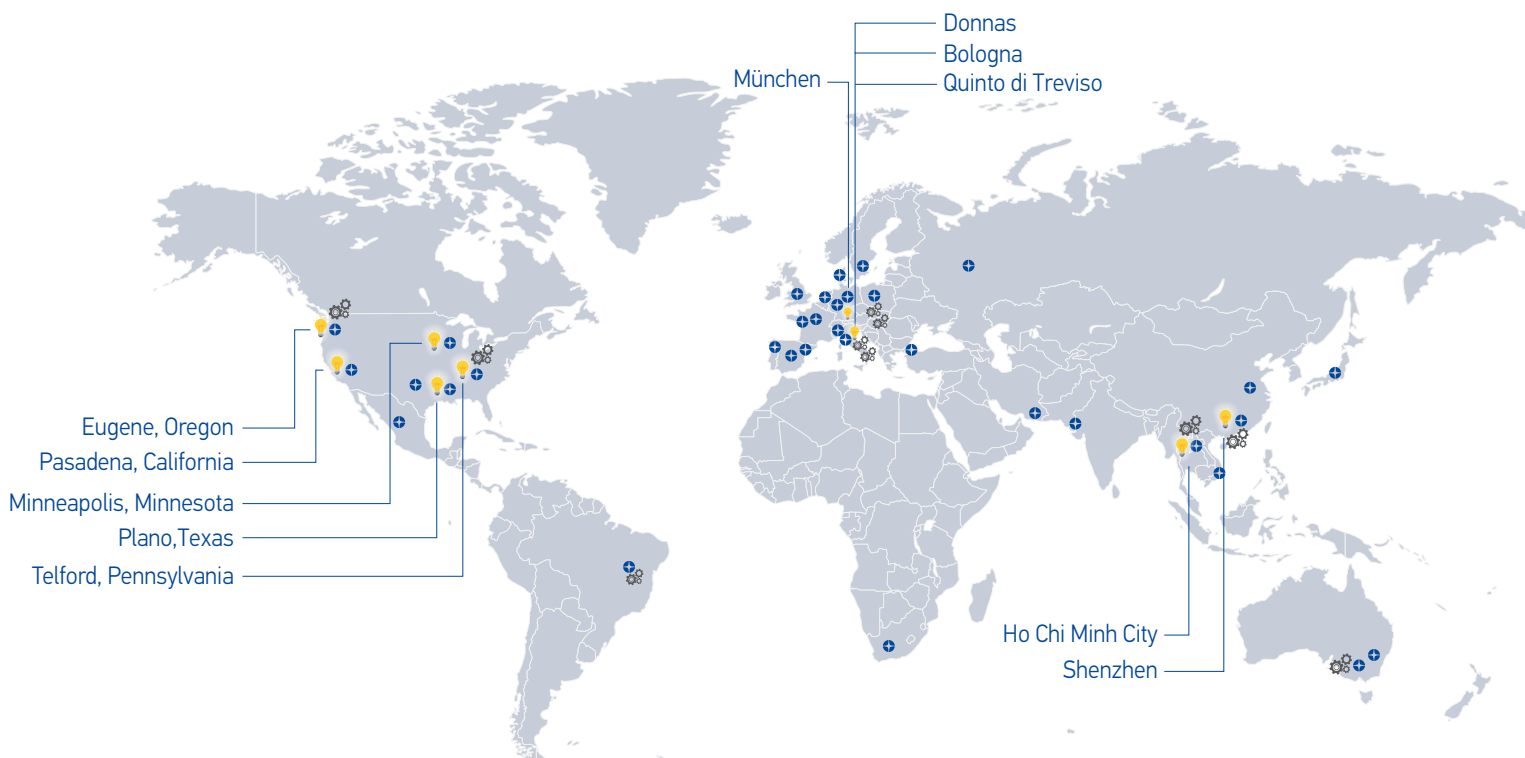 Donnas
Bologna
München
Quinto di Treviso
Eugene, Oregon
Pasadena, California
Minneapolis, Minnesota
Plano,Texas
Telford, Pennsylvania
Ho Chi Minh City
Shenzhen